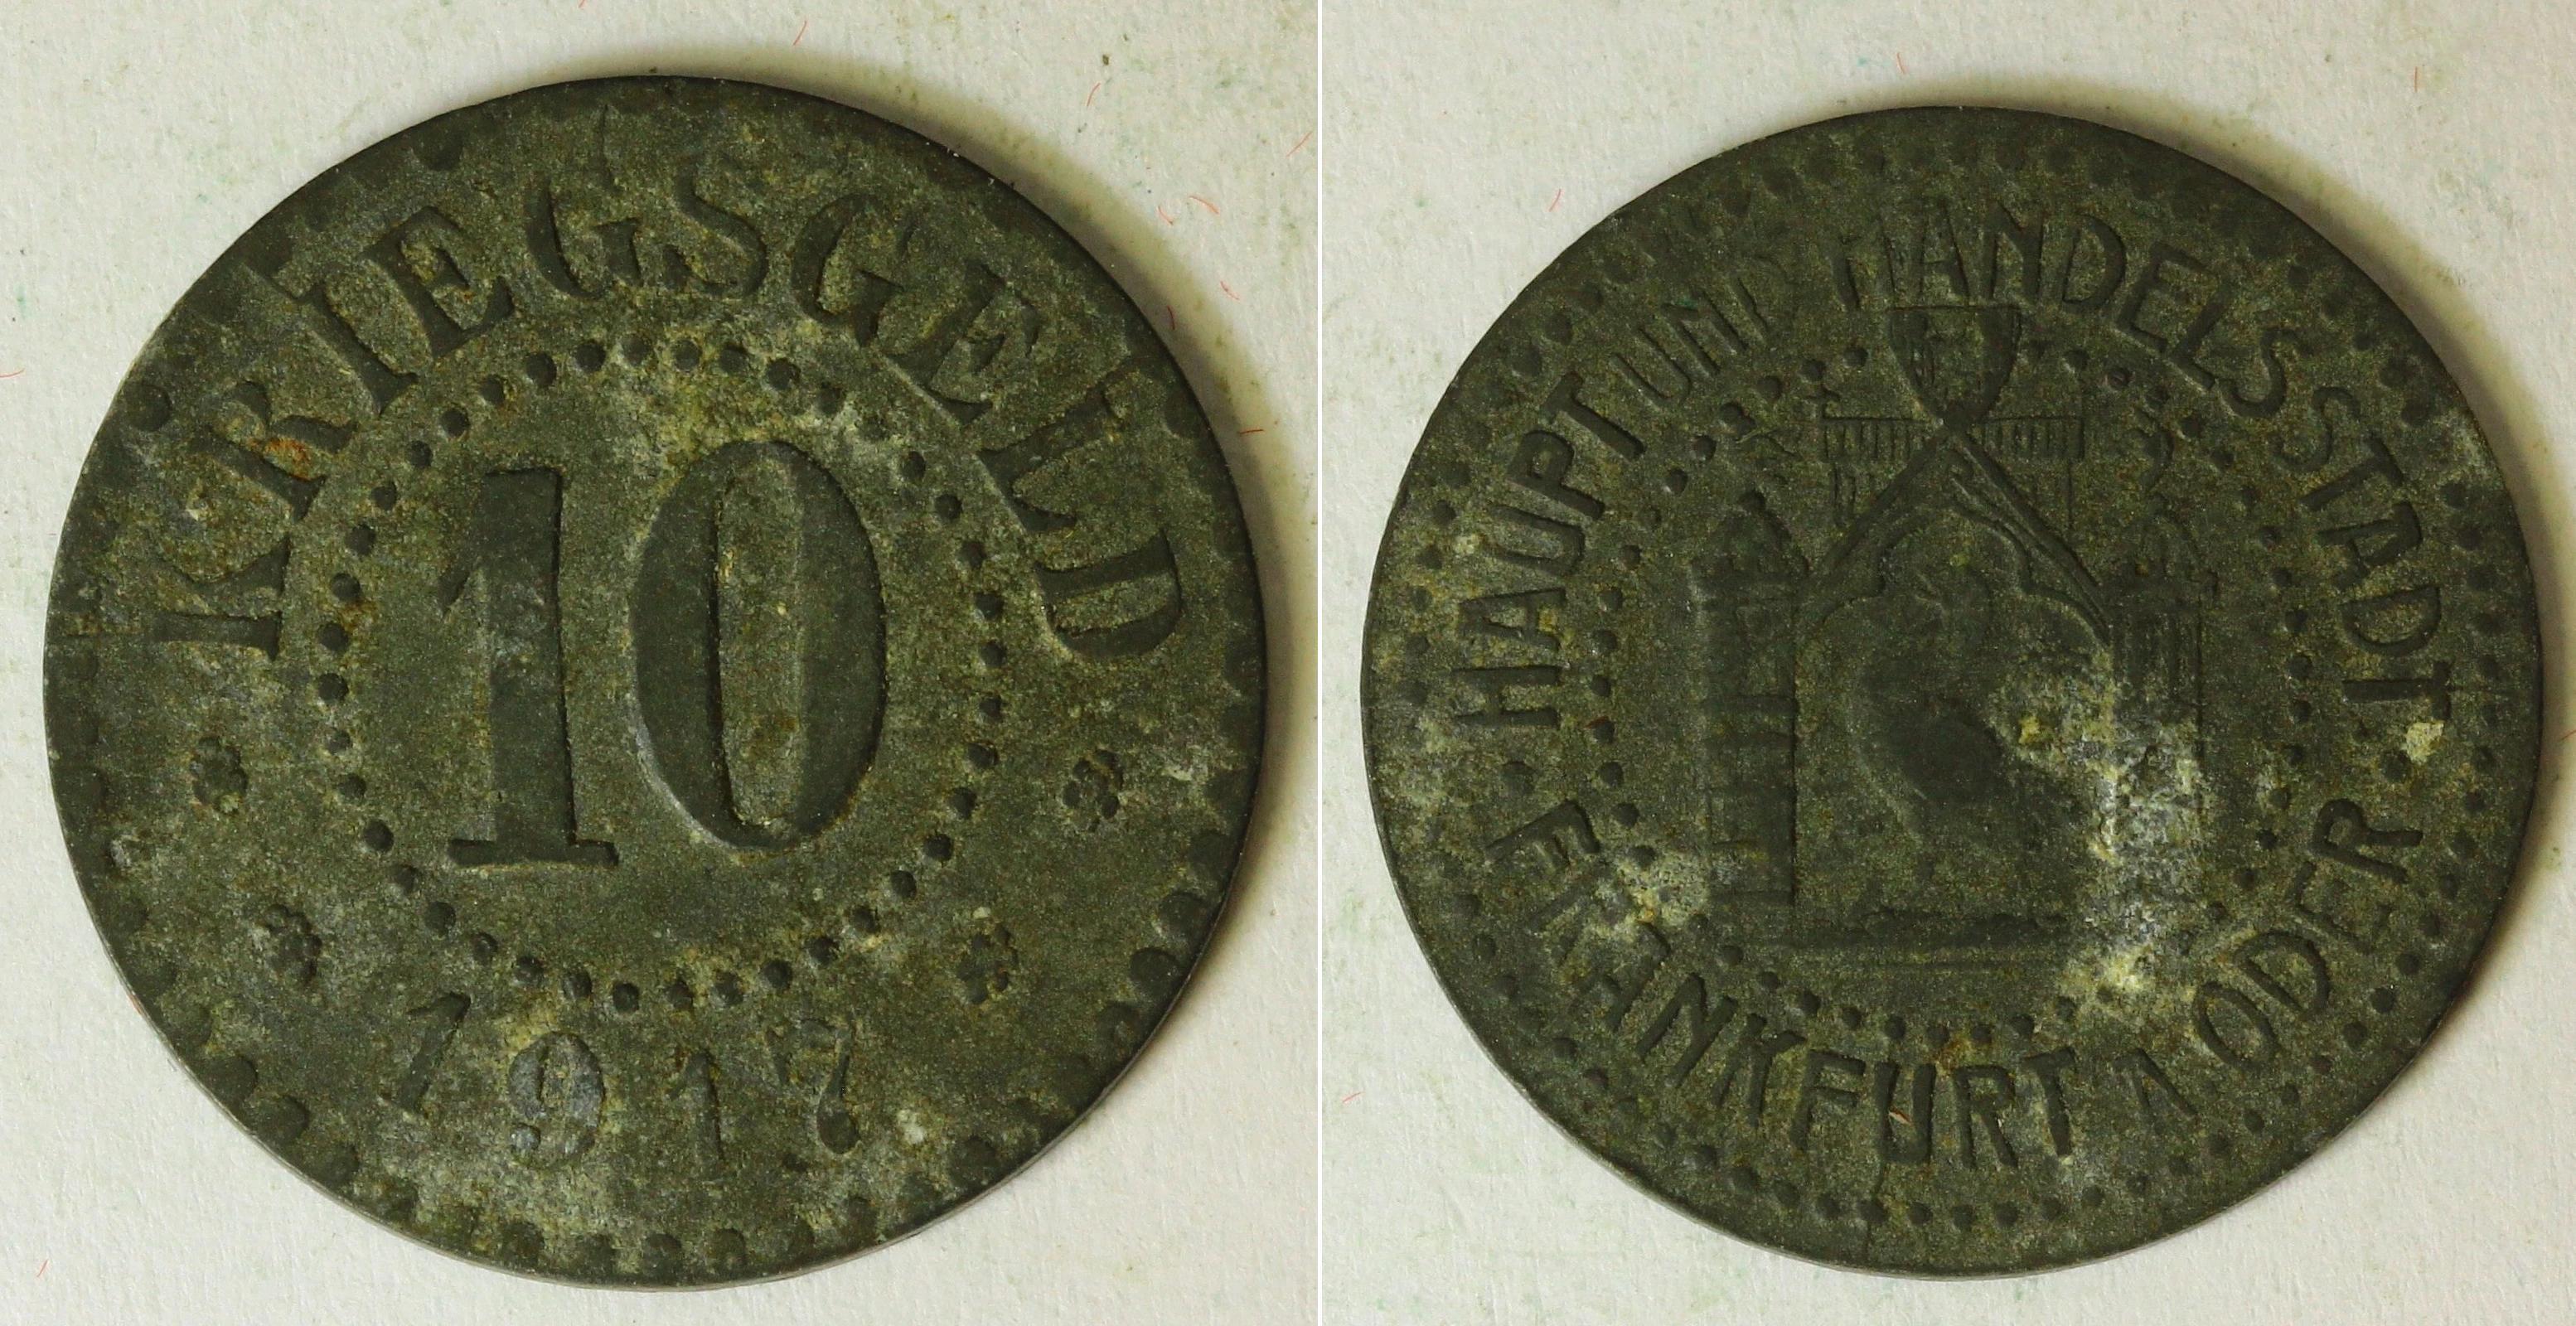 KRIEGSGELD
10
1917
HAUPT UND HANDELSSTADT
FRANKFURT A ODER